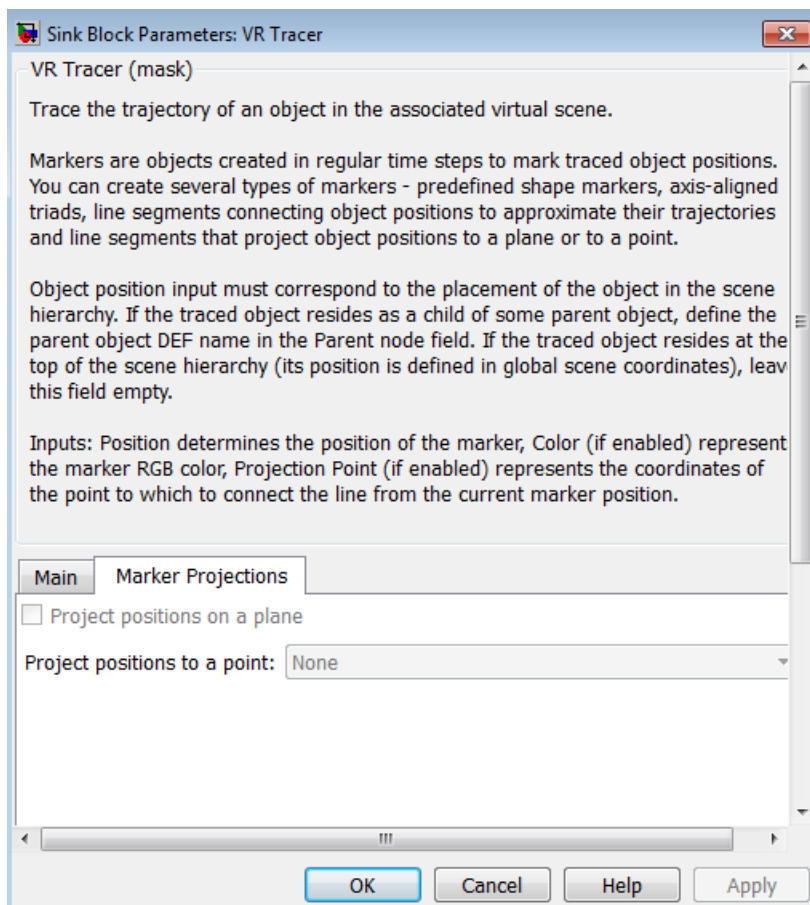 Sink Block Parameters: VR Tracer
VR Tracer (mask)
Trace the trajectory of an object in the associated virtual scene.
Markers are objects created in regular time steps to mark traced object positions.
You can create several types of markers - predefined shape markers, axis-aligned
triads, line segments connecting object positions to approximate their trajectories
and line segments that project object positions to a plane or to a point.
Object position input must correspond to the placement of the object in the scene
hierarchy. If the traced object resides as a child of some parent object, define the
parent object DEF name in the Parent node field. If the traced object resides at the
top of the scene hierarchy (its position is defined in global scene coordinates), leav
this field empty.
Inputs: Position determines the position of the marker, Color (if enabled) represent
the marker RGB color, Projection Point (if enabled) represents the coordinates of
the point to which to connect the line from the current marker position.
Main Marker Projections
Project positions on a plane
Project positions to a point: None
OK Cancel Help Apply